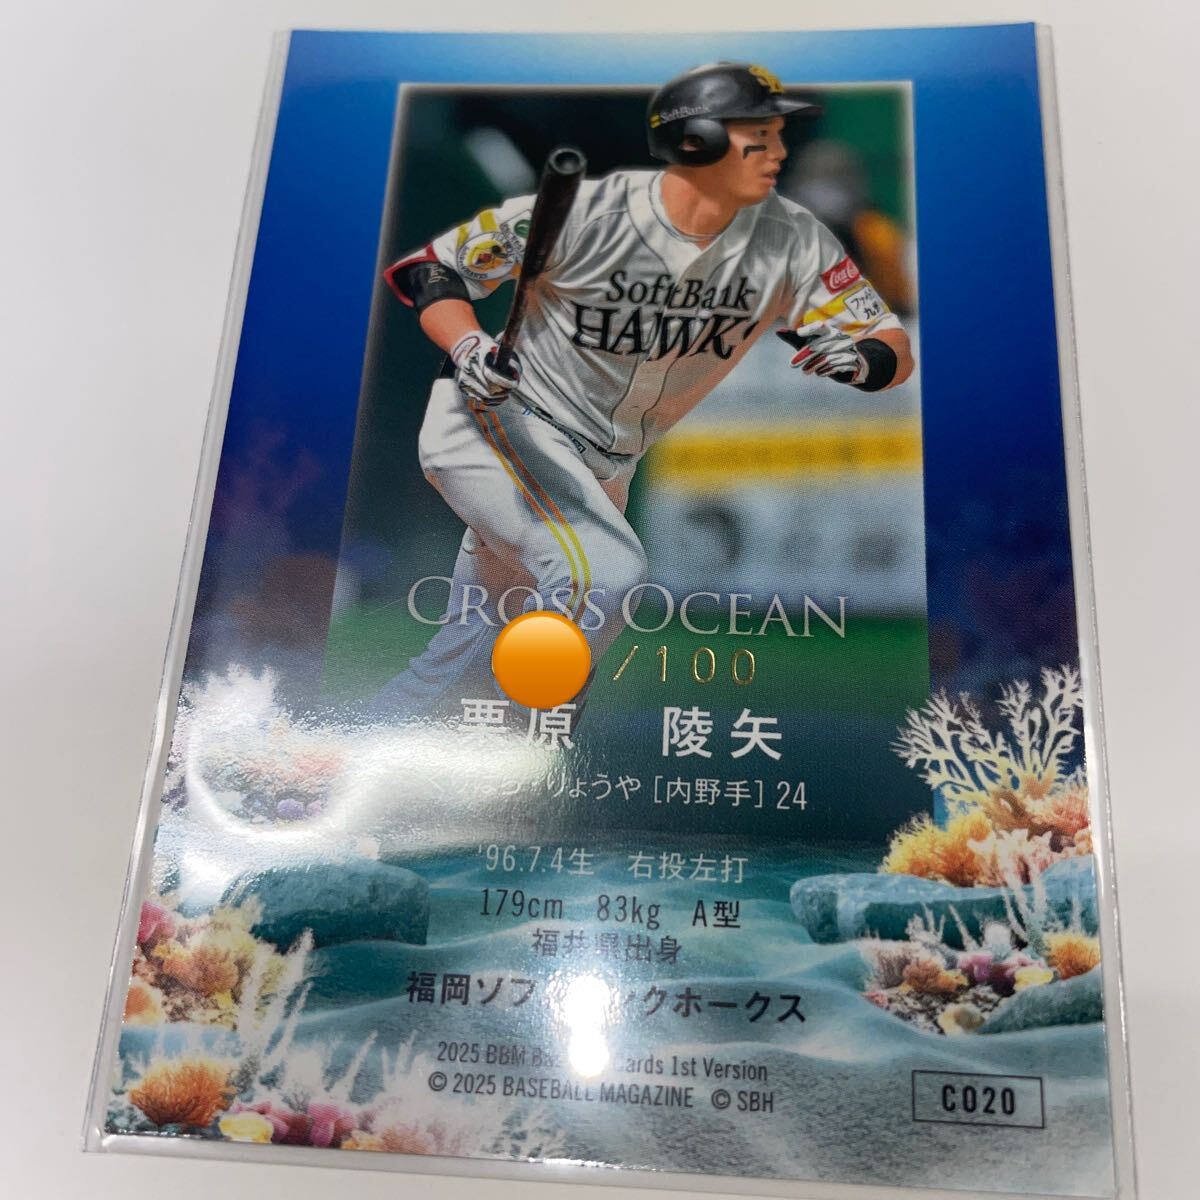 SoftBank
SoftBank
HAWKS
Coca-Cola
CROSS OCEAN
/100
栗原 陵矢
りょうや [内野手] 24
'96.7.4生 右投左打
179cm 83kg A型
福井県出身
福岡ソフトバンクホークス
2025 BBM Baseball Cards 1st Version
© 2025 BASEBALL MAGAZINE © SBH
CO20